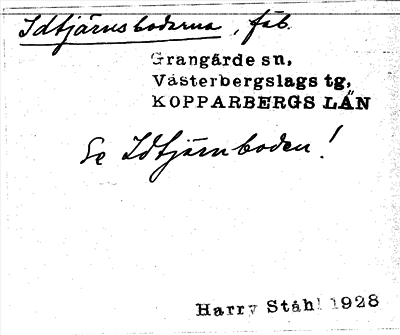 Idtjärnsbodarna, fäb.
Grangärde sn,
Västerbergslags tg,
KOPPARBERGS LÄN
Se Idtjärnboden!
Harry Ståhl 1928